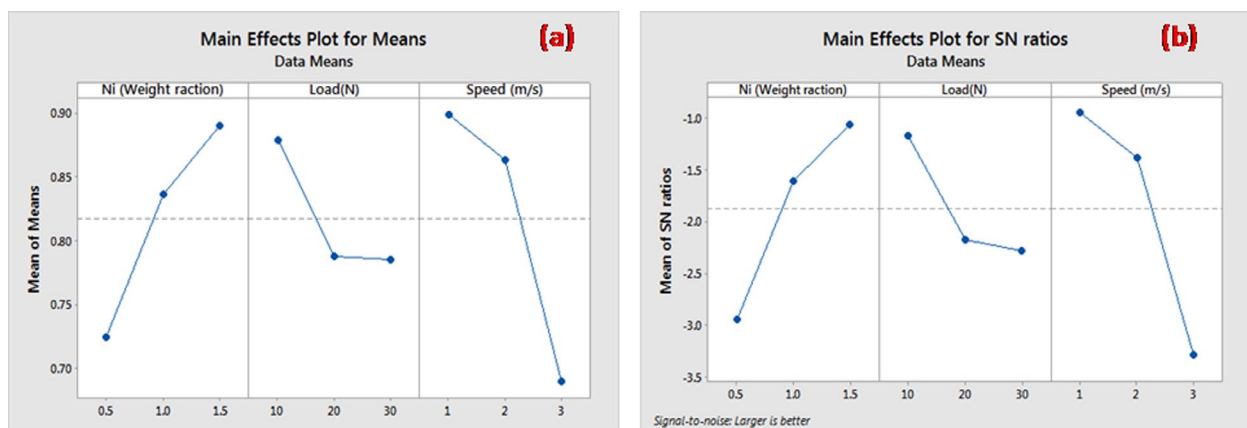 Main Effects Plot for Means
(a)
Data Means
Ni (Weight raction) Load(N) Speed (m/s)
Mean of Means
0.90
0.85
0.80
0.75
0.70
0.5 1.0 1.5 10 20 30 1 2 3
Main Effects Plot for SN ratios
(b)
Data Means
Ni (Weight raction) Load(N) Speed (m/s)
Mean of SN ratios
-1.0
-1.5
-2.0
-2.5
-3.0
-3.5
0.5 1.0 1.5 10 20 30 1 2 3
Signal-to-noise: Larger is better